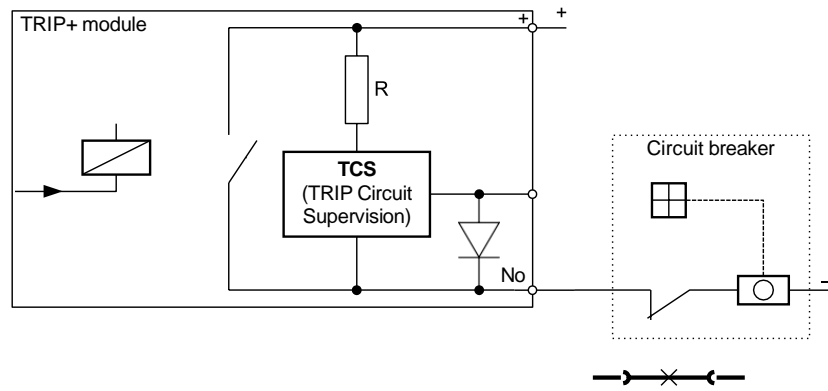 TRIP+ module
+
+
R
TCS
(TRIP Circuit
Supervision)
No
Circuit breaker
-